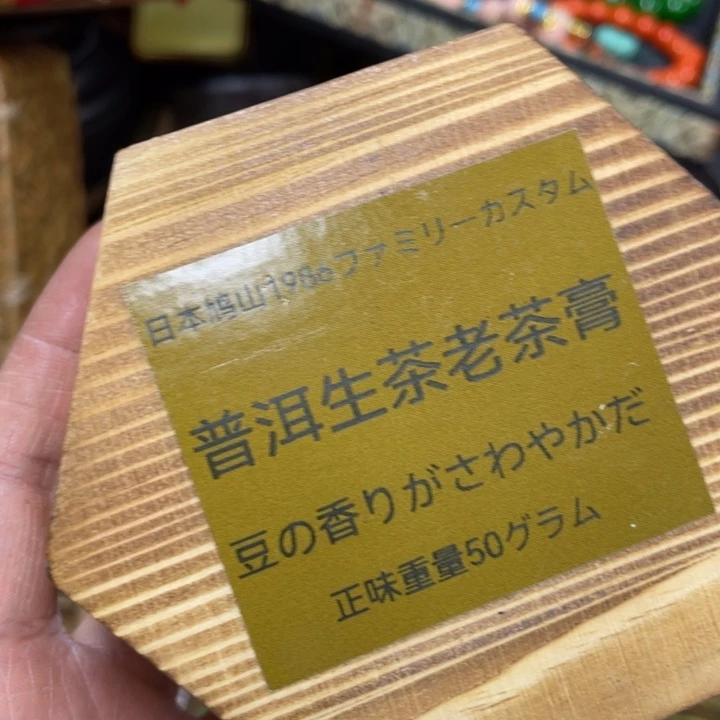 日本鳩山1986ファミリーカスタム
普洱生茶老茶膏
豆の香りがさわやかだ
正味重量50グラム